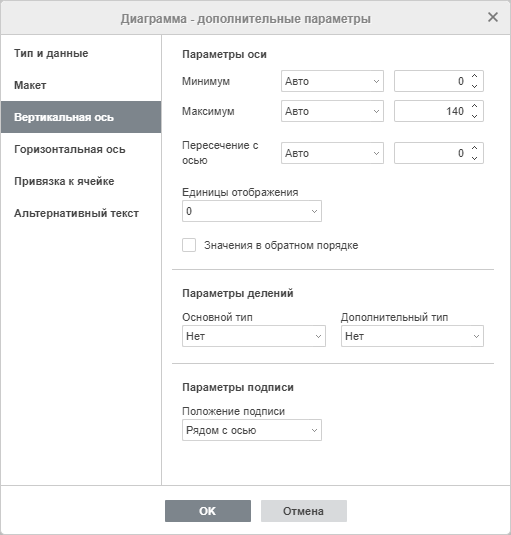 Диаграмма - дополнительные параметры
Тип и данные
Макет
Вертикальная ось
Горизонтальная ось
Привязка к ячейке
Альтернативный текст
Параметры оси
Минимум Авто 0
Максимум Авто 140
Пересечение с
осью Авто 0
Единицы отображения
0
Значения в обратном порядке
Параметры делений
Основной тип Дополнительный тип
Нет Нет
Параметры подписи
Положение подписи
Рядом с осью
OK Отмена